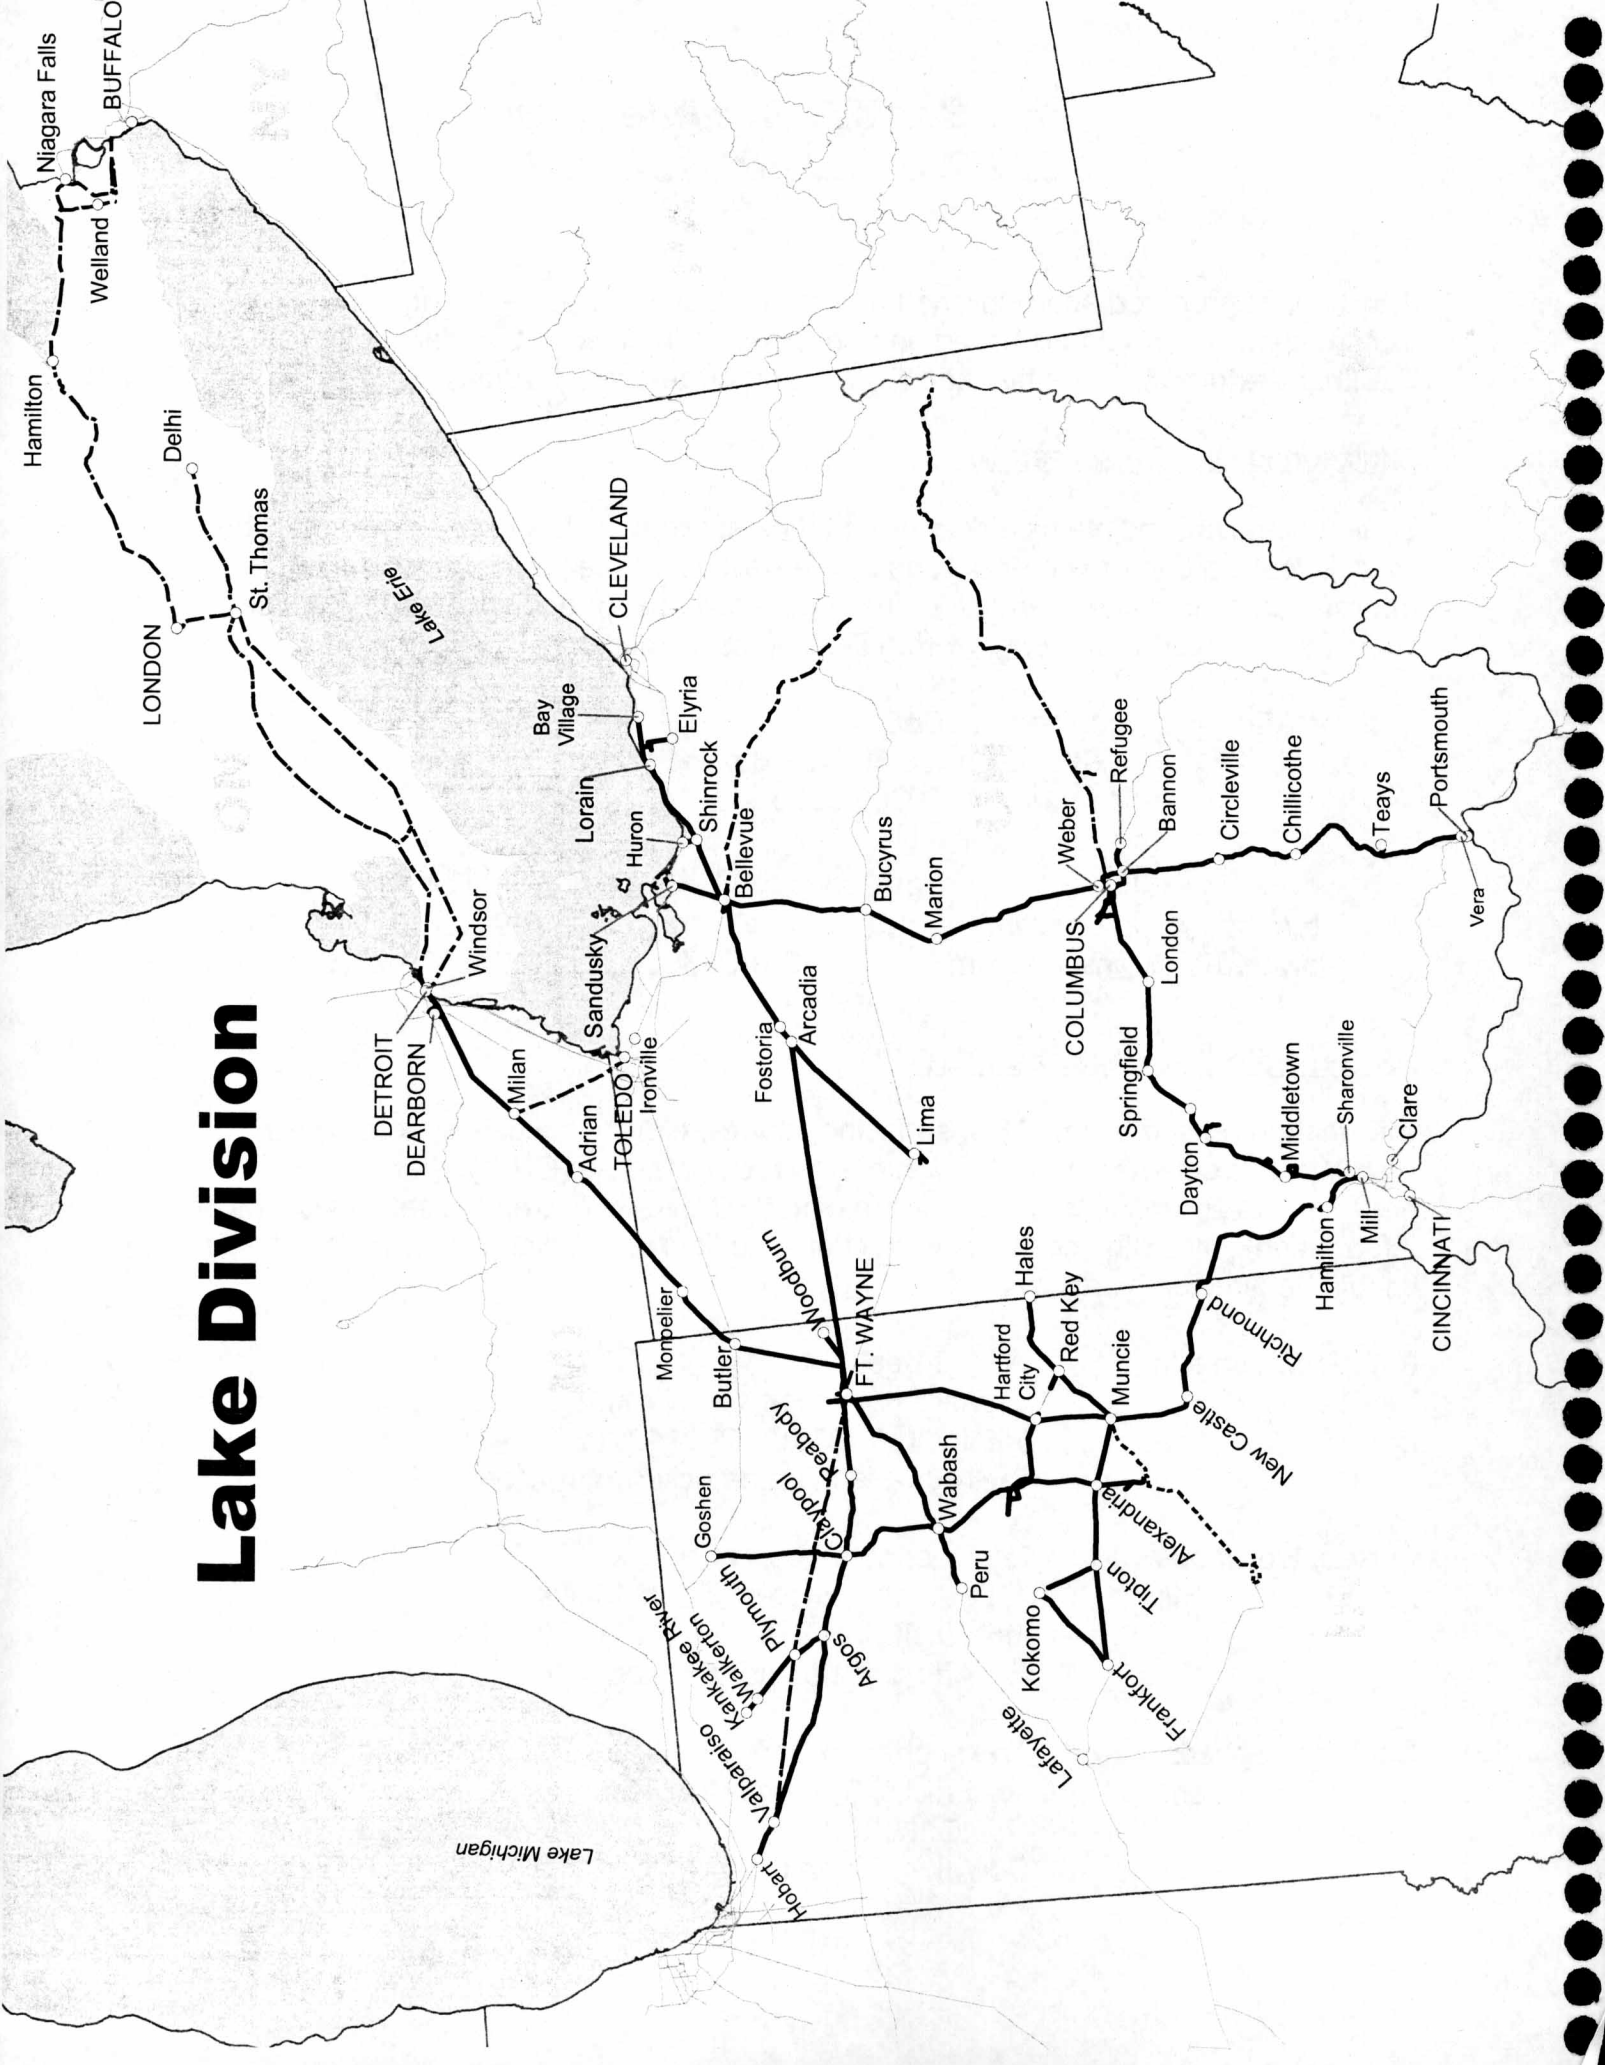 Lake Division
Niagara Falls
BUFFALO
Welland
Hamilton
Delhi
St. Thomas
LONDON
Lake Erie
CLEVELAND
Bay
Village
Elyria
Lorain
Shinrock
Huron
Bellevue
Sandusky
Windsor
DETROIT
DEARBORN
Milan
Adrian
TOLEDO
Ironville
Bucyrus
Marion
Fostoria
Arcadia
Lima
Weber
Refugee
Bannon
COLUMBUS
Circleville
Chillicothe
Teays
Portsmouth
Vera
London
Springfield
Dayton
Middletown
Sharonville
Clare
Hamilton
Mill
CINCINNATI
Monpelier
Butler
Woodburn
FT. WAYNE
Hales
Red Key
Hartford
City
Muncie
Richmond
New Castle
Peabody
Claypool
Goshen
Wabash
Peru
Alexandria
Tipton
Kokomo
Frankfort
Lafayette
Plymouth
Argos
Walkerton
Kankakee River
Valparaiso
Hobart
Lake Michigan
NY
ON
MI